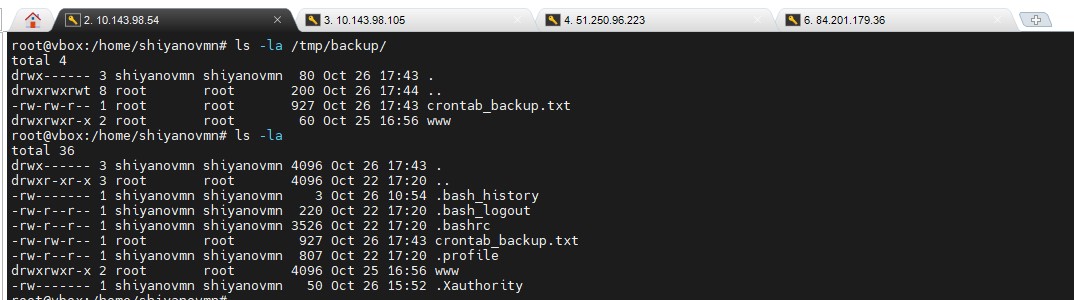 2. 10.143.98.54
3. 10.143.98.105
4. 51.250.96.223
6. 84.201.179.36
root@vbox:/home/shiyanovmn# ls -la /tmp/backup/
total 4
drwx------ 3 shiyanovmn shiyanovmn  80 Oct 26 17:43 .
drwxrwxrwt 8 root       root       200 Oct 26 17:44 ..
-rw-rw-r-- 1 root       root       927 Oct 26 17:43 crontab_backup.txt
drwxrwxr-x 2 root       root        60 Oct 25 16:56 www
root@vbox:/home/shiyanovmn# ls -la
total 36
drwx------ 3 shiyanovmn shiyanovmn 4096 Oct 26 17:43 .
drwxr-xr-x 3 root       root       4096 Oct 22 17:20 ..
-rw------- 1 shiyanovmn shiyanovmn    3 Oct 26 10:54 .bash_history
-rw-r--r-- 1 shiyanovmn shiyanovmn  220 Oct 22 17:20 .bash_logout
-rw-r--r-- 1 shiyanovmn shiyanovmn 3526 Oct 22 17:20 .bashrc
-rw-rw-r-- 1 root       root        927 Oct 26 17:43 crontab_backup.txt
-rw-r--r-- 1 shiyanovmn shiyanovmn  807 Oct 22 17:20 .profile
drwxrwxr-x 2 root       root       4096 Oct 25 16:56 www
-rw------- 1 shiyanovmn shiyanovmn   50 Oct 26 15:52 .Xauthority
root@vbox:/home/shiyanovmn#